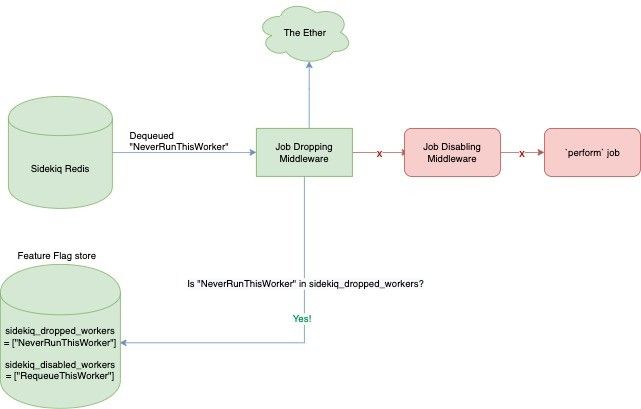 The Ether
Dequeued
"NeverRunThisWorker"
Sidekiq Redis
Job Dropping
Middleware
x
Job Disabling
Middleware
x
`perform` job
Feature Flag store
Is "NeverRunThisWorker" in sidekiq_dropped_workers?
Yes!
sidekiq_dropped_workers
= ["NeverRunThisWorker"]
sidekiq_disabled_workers
= ["RequeueThisWorker"]